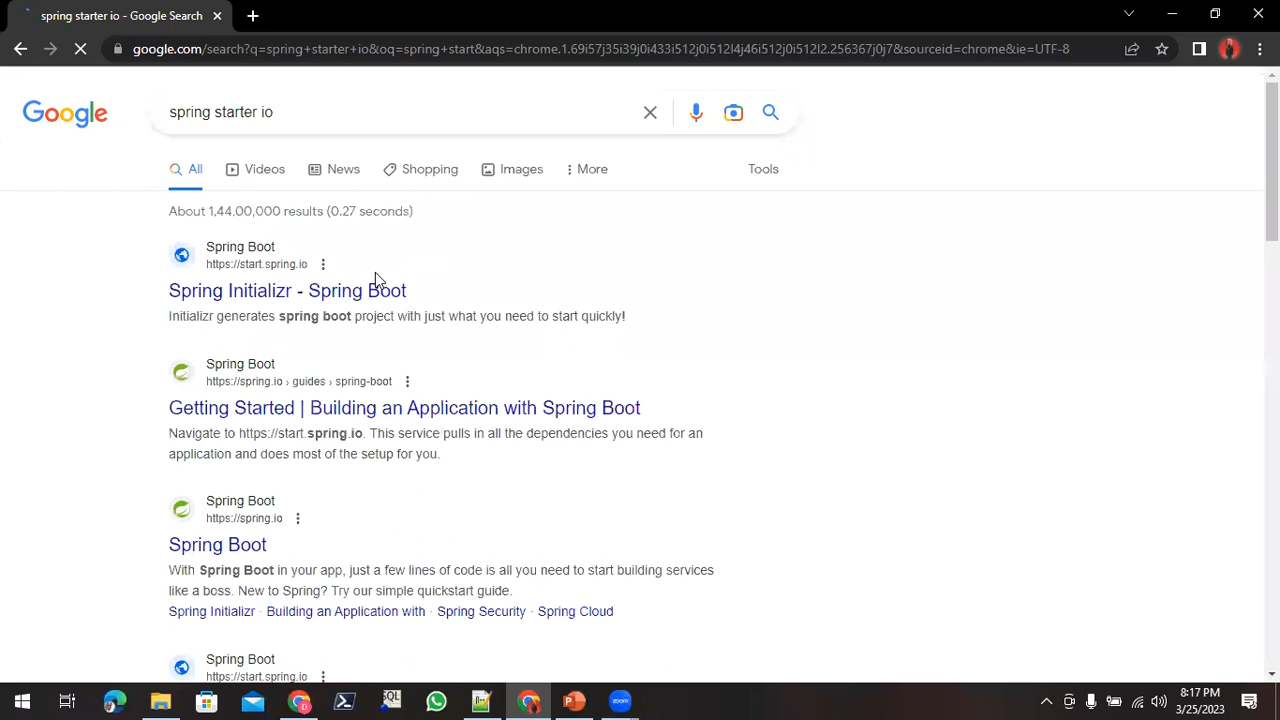 spring starter io - Google Search
google.com/search?q=spring+starter+io&oq=spring+start&aqs=chrome.1.69i57j35i39j0i433i512j0i512l4j46i512j0i512l2.256367j0j7&sourceid=chrome&ie=UTF-8
Google
spring starter io
All Videos News Shopping Images More Tools
About 1,44,00,000 results (0.27 seconds)
Spring Boot
https://start.spring.io
Spring Initializr - Spring Boot
Initializr generates spring boot project with just what you need to start quickly!
Spring Boot
https://spring.io › guides › spring-boot
Getting Started | Building an Application with Spring Boot
Navigate to https://start.spring.io. This service pulls in all the dependencies you need for an
application and does most of the setup for you.
Spring Boot
https://spring.io
Spring Boot
With Spring Boot in your app, just a few lines of code is all you need to start building services
like a boss. New to Spring? Try our simple quickstart guide.
Spring Initializr · Building an Application with · Spring Security · Spring Cloud
Spring Boot
https://start.spring.io
SQL
zoom
8:17 PM
3/25/2023